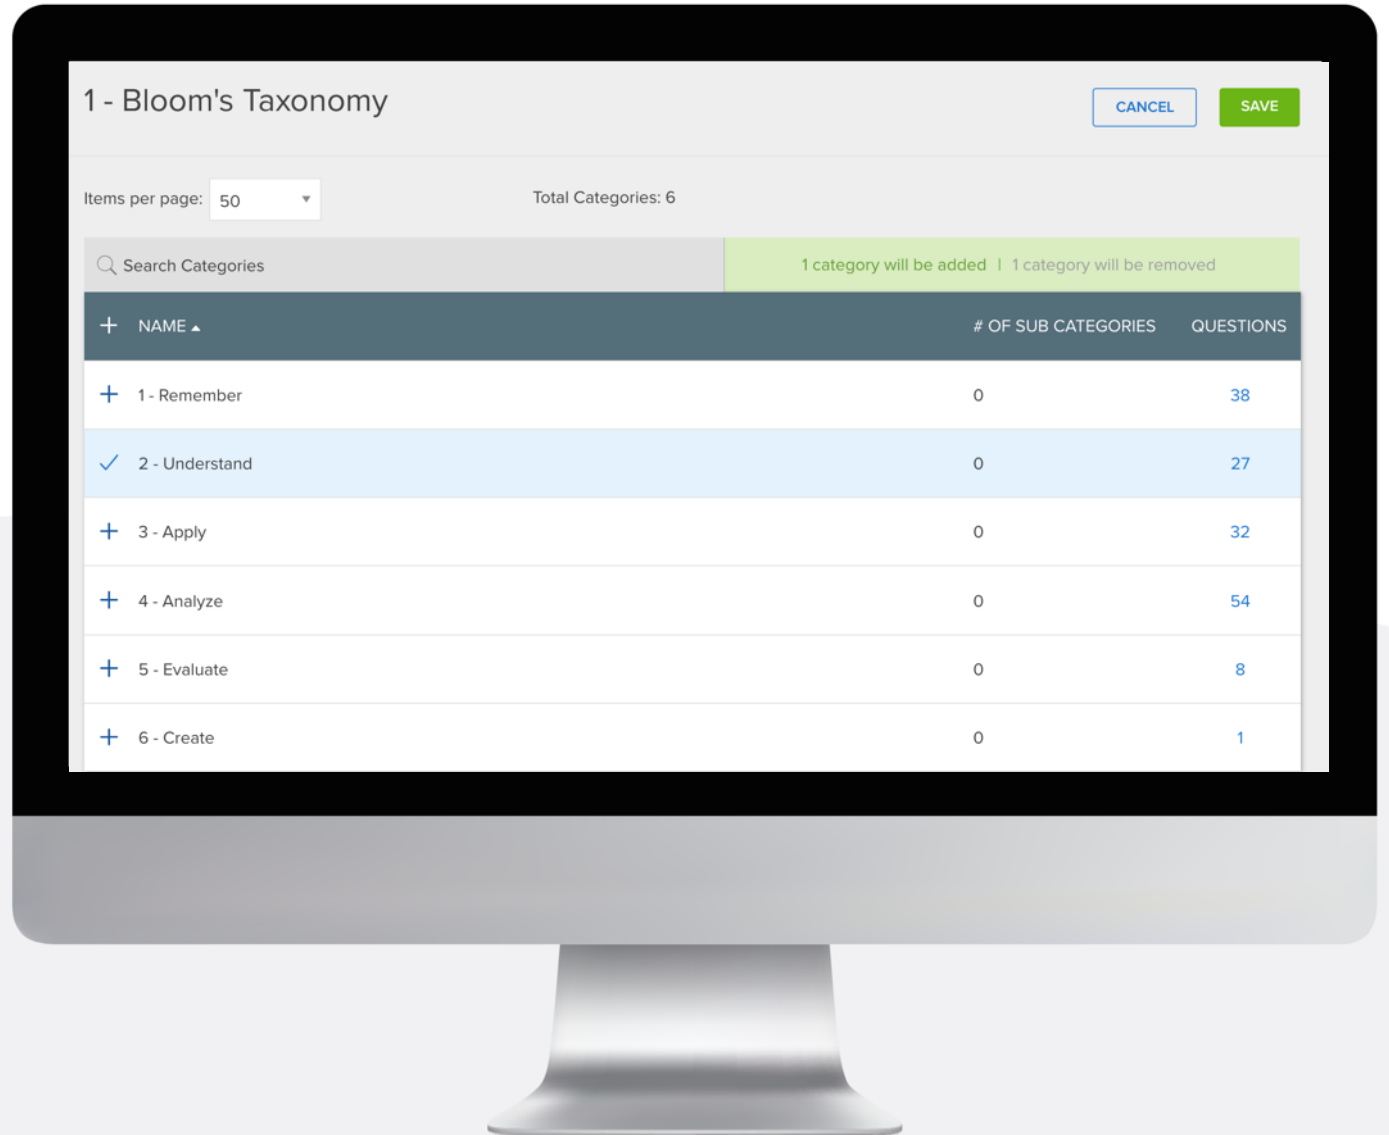 1 - Bloom's Taxonomy
CANCEL
SAVE
Items per page: 50
Total Categories: 6
Search Categories
1 category will be added | 1 category will be removed
+ NAME
# OF SUB CATEGORIES
QUESTIONS
+ 1 - Remember 0 38
✓ 2 - Understand 0 27
+ 3 - Apply 0 32
+ 4 - Analyze 0 54
+ 5 - Evaluate 0 8
+ 6 - Create 0 1